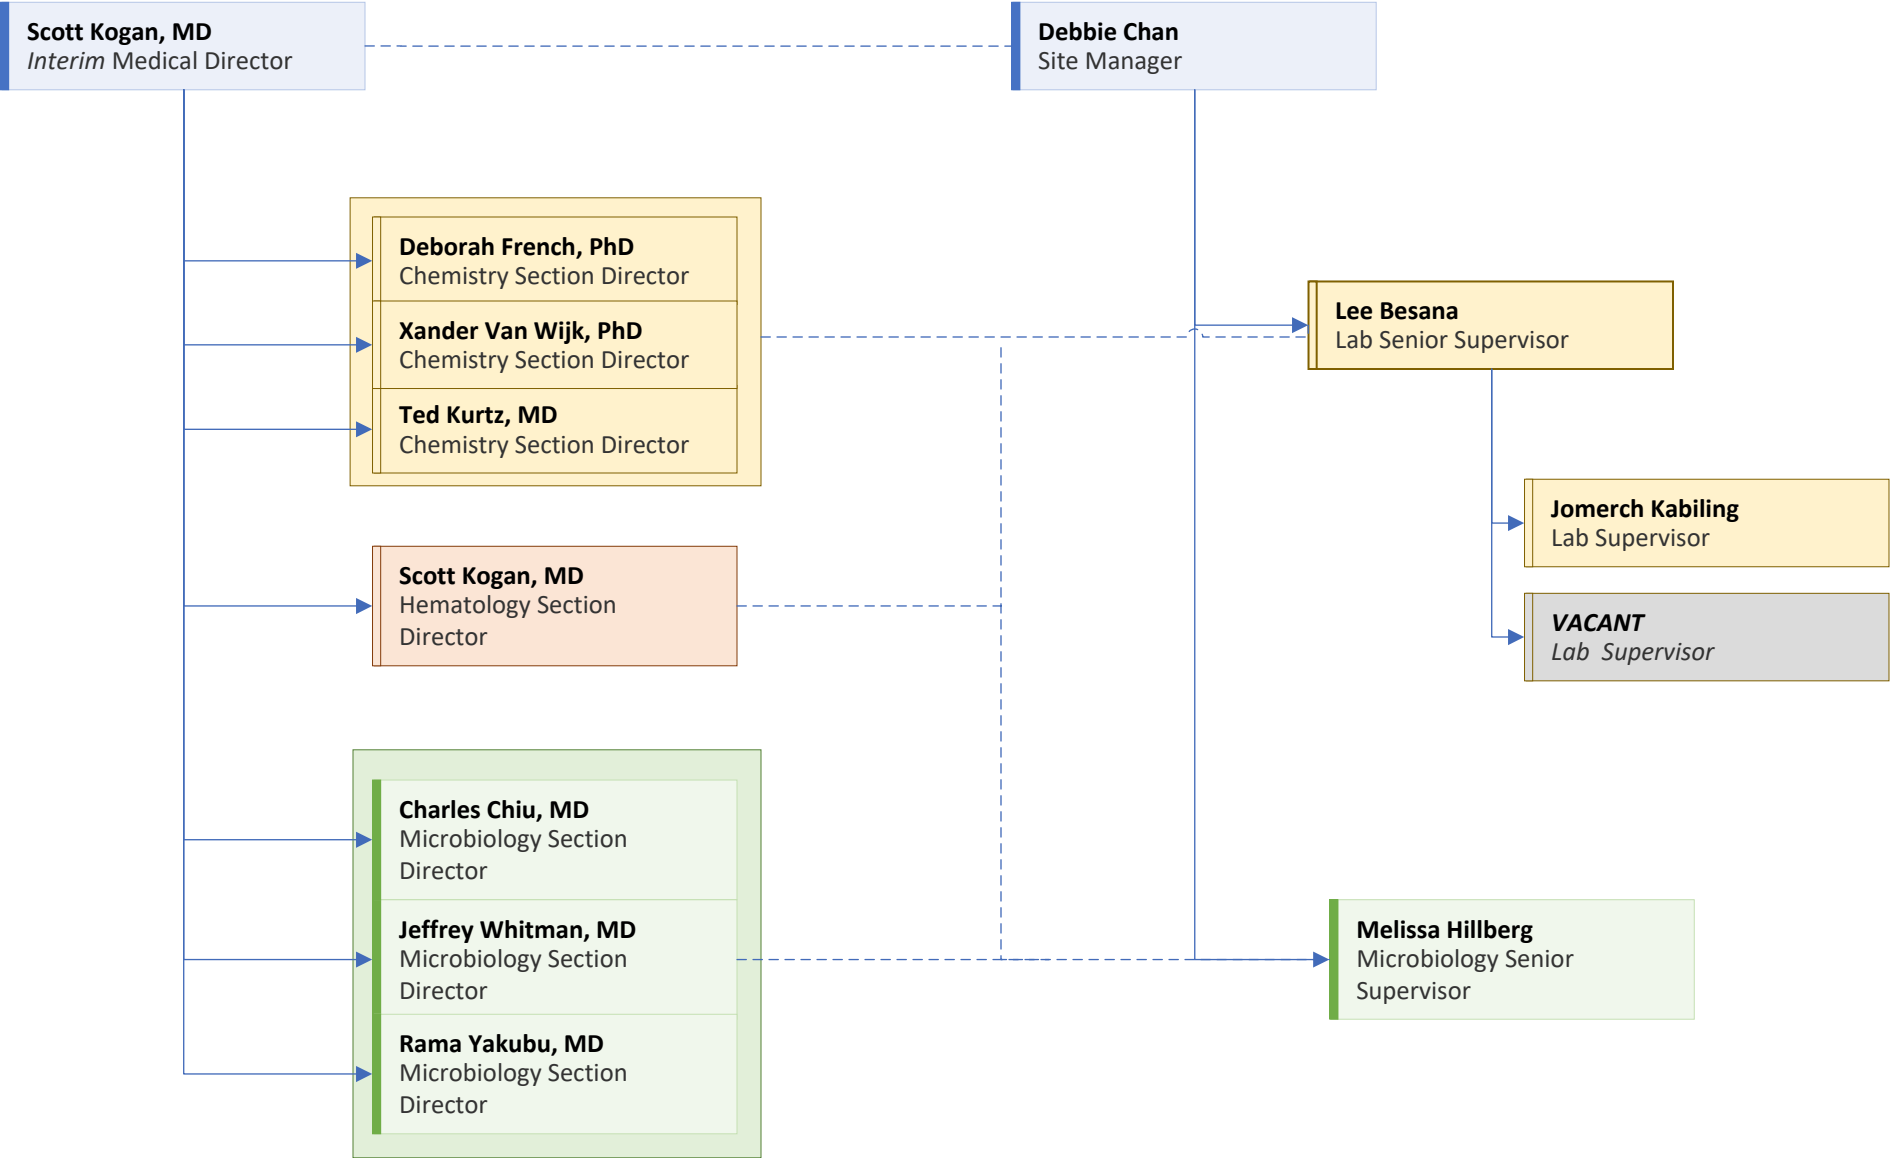 Scott Kogan, MD
Interim Medical Director
Debbie Chan
Site Manager
Deborah French, PhD
Chemistry Section Director
Xander Van Wijk, PhD
Chemistry Section Director
Ted Kurtz, MD
Chemistry Section Director
Lee Besana
Lab Senior Supervisor
Jomerch Kabiling
Lab Supervisor
VACANT
Lab Supervisor
Scott Kogan, MD
Hematology Section
Director
Charles Chiu, MD
Microbiology Section
Director
Jeffrey Whitman, MD
Microbiology Section
Director
Rama Yakubu, MD
Microbiology Section
Director
Melissa Hillberg
Microbiology Senior
Supervisor